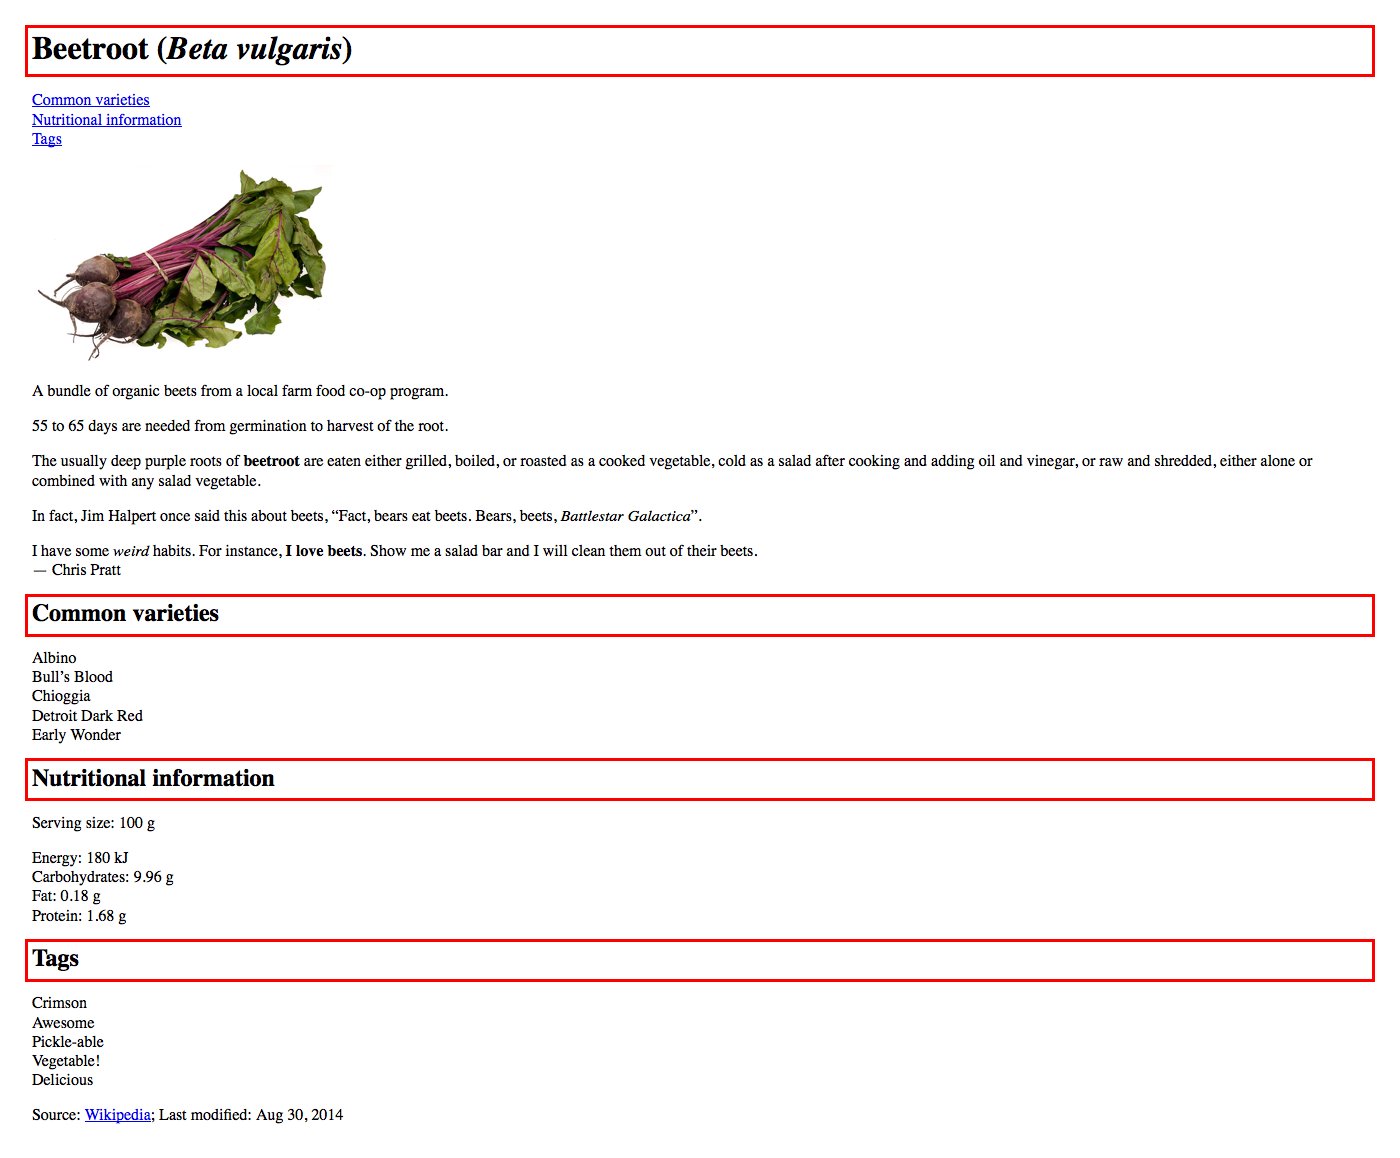 Beetroot (Beta vulgaris)
Common varieties
Nutritional information
Tags
A bundle of organic beets from a local farm food co-op program.
55 to 65 days are needed from germination to harvest of the root.
The usually deep purple roots of beetroot are eaten either grilled, boiled, or roasted as a cooked vegetable, cold as a salad after cooking and adding oil and vinegar, or raw and shredded, either alone or
combined with any salad vegetable.
In fact, Jim Halpert once said this about beets, “Fact, bears eat beets. Bears, beets, Battlestar Galactica”.
I have some weird habits. For instance, I love beets. Show me a salad bar and I will clean them out of their beets.
— Chris Pratt
Common varieties
Albino
Bull’s Blood
Chioggia
Detroit Dark Red
Early Wonder
Nutritional information
Serving size: 100 g
Energy: 180 kJ
Carbohydrates: 9.96 g
Fat: 0.18 g
Protein: 1.68 g
Tags
Crimson
Awesome
Pickle-able
Vegetable!
Delicious
Source: Wikipedia; Last modified: Aug 30, 2014